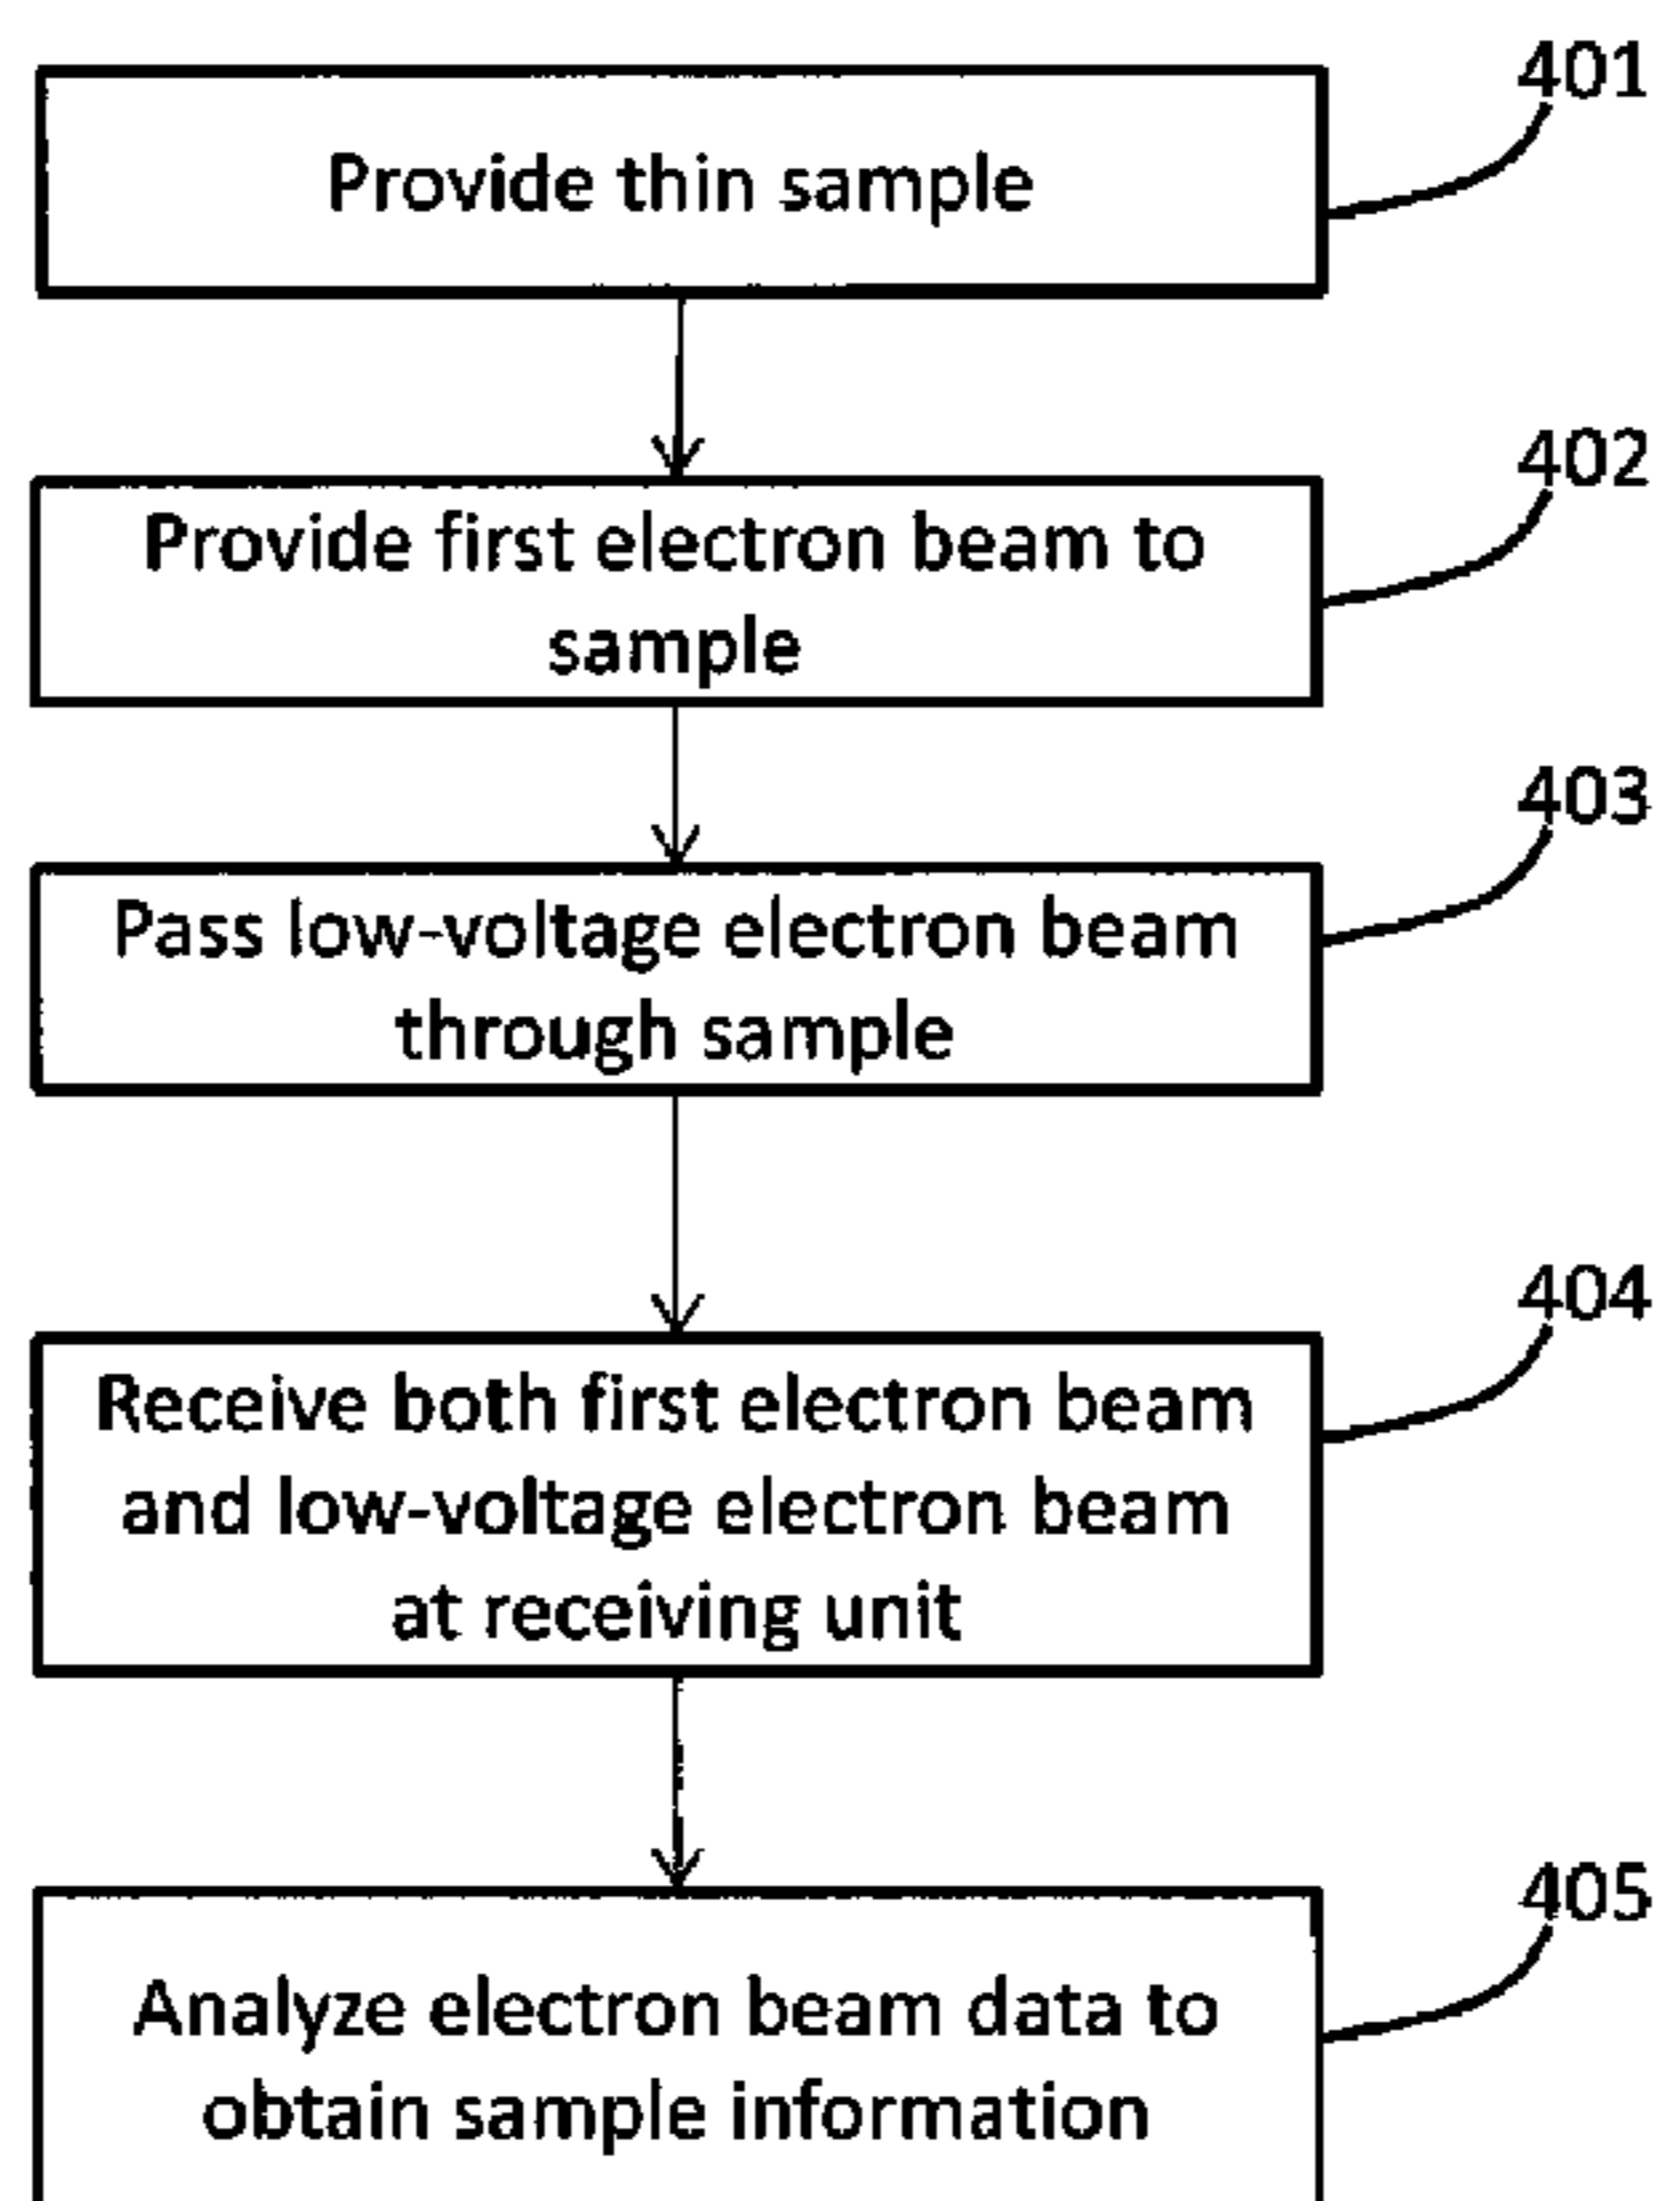 401
Provide thin sample
402
Provide first electron beam to
sample
403
Pass low-voltage electron beam
through sample
404
Receive both first electron beam
and low-voltage electron beam
at receiving unit
405
Analyze electron beam data to
obtain sample information